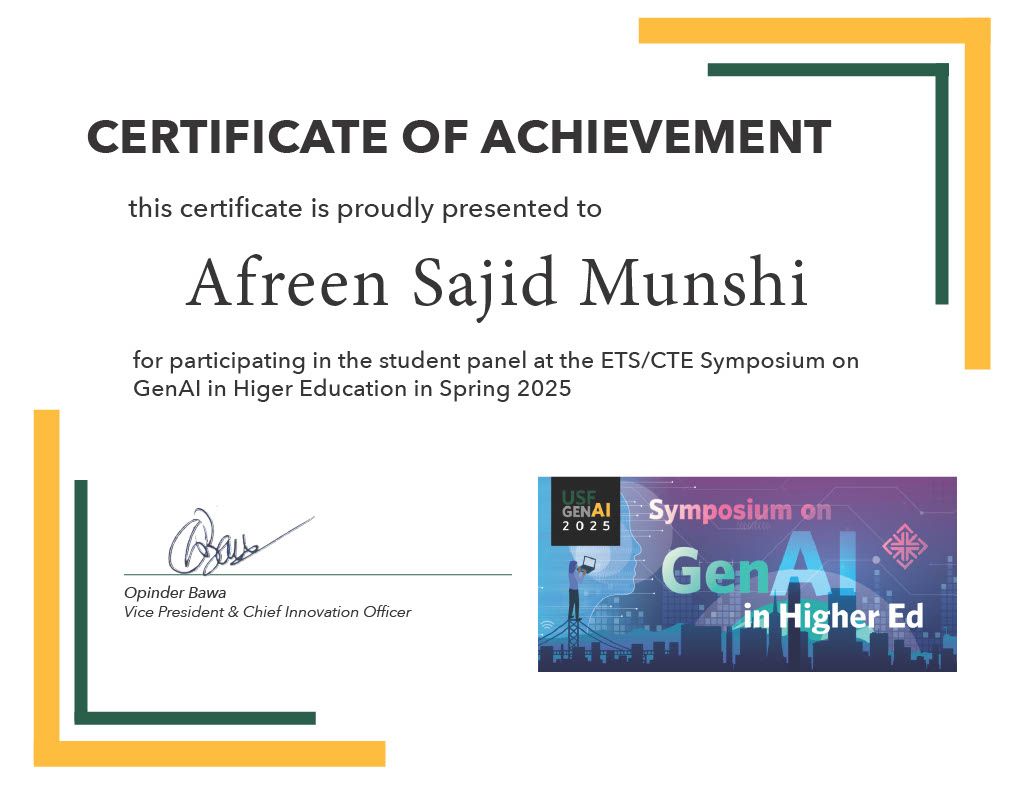 CERTIFICATE OF ACHIEVEMENT
this certificate is proudly presented to
Afreen Sajid Munshi
for participating in the student panel at the ETS/CTE Symposium on
GenAI in Higer Education in Spring 2025
Opinder Bawa
Vice President & Chief Innovation Officer
USF
GENAI
2025
Symposium on
GenAI
in Higher Ed